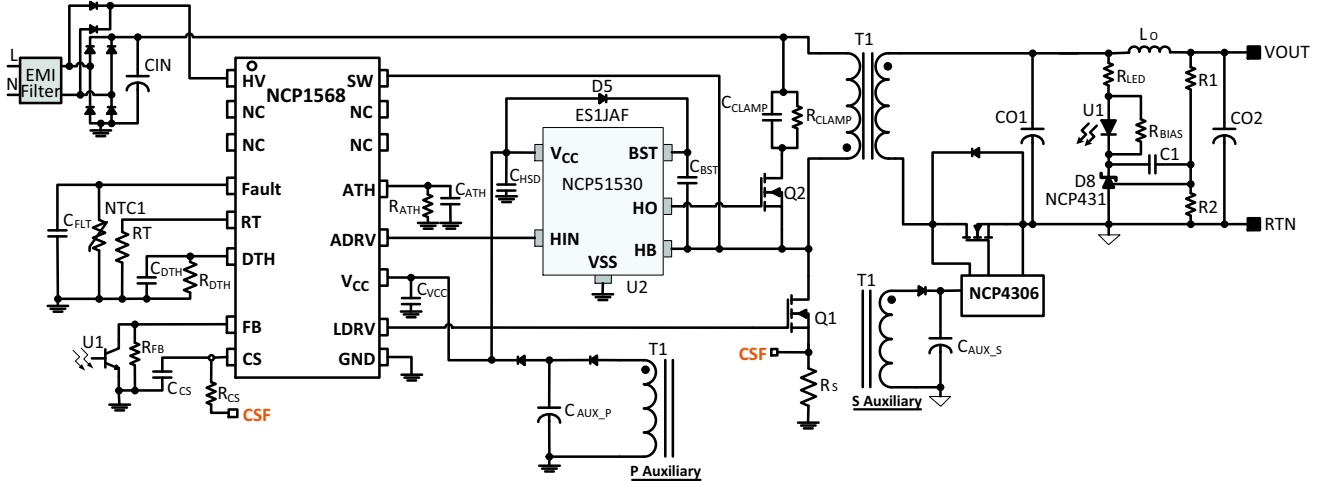 L
N
EMI
Filter
CIN
HV
NC
NC
Fault
RT
DTH
FB
CS
NCP1568
SW
NC
NC
ATH
ADRV
VCC
LDRV
GND
CFLT
NTC1
RT
CDTH
RDTH
U1
RFB
CCS
RCS
CSF
RATH
CATH
CVCC
D5
ES1JAF
VCC
BST
NCP51530
HO
HIN
HB
VSS
U2
CHSD
CBST
CCLAMP
RCLAMP
Q2
Q1
CSF
RS
T1
CAUX_P
P Auxiliary
T1
T1
CAUX_S
S Auxiliary
NCP4306
CO1
LO
VOUT
RLED
R1
U1
RBIAS
CO2
C1
D8
NCP431
R2
RTN